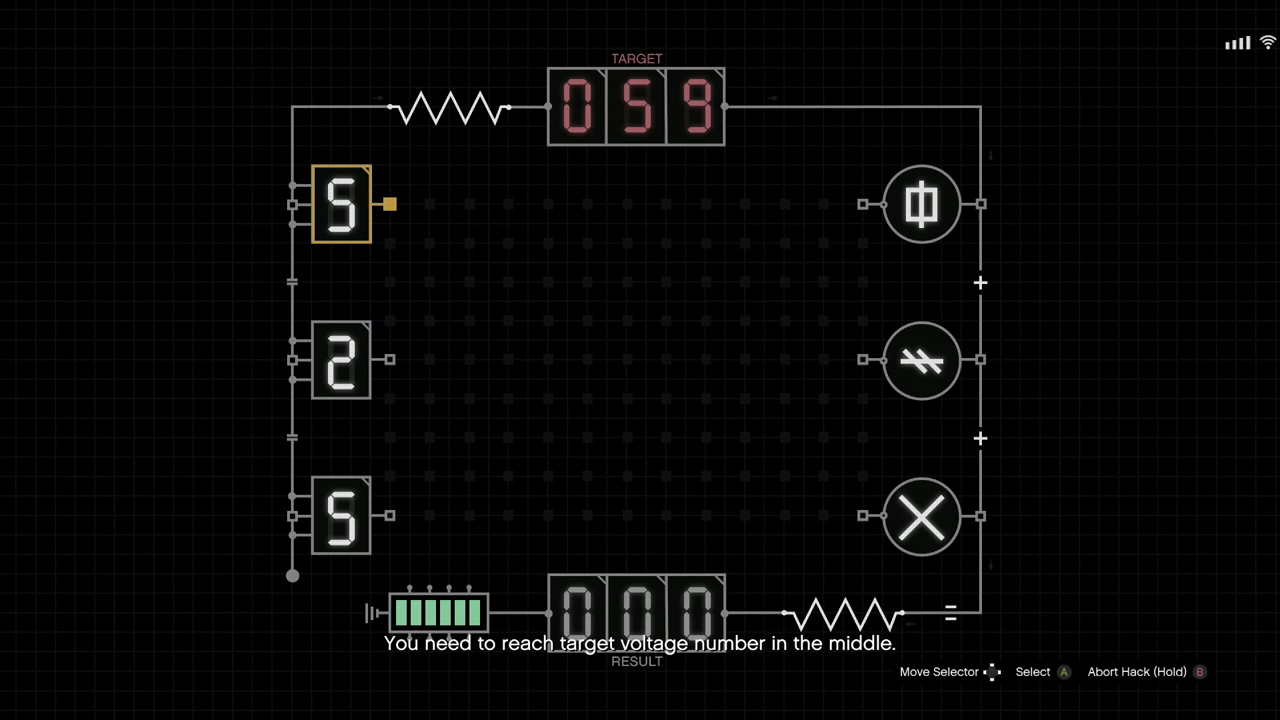 TARGET
059
5
2
5
+
+
=
000
You need to reach target voltage number in the middle.
RESULT
Move Selector Select A Abort Hack (Hold) B